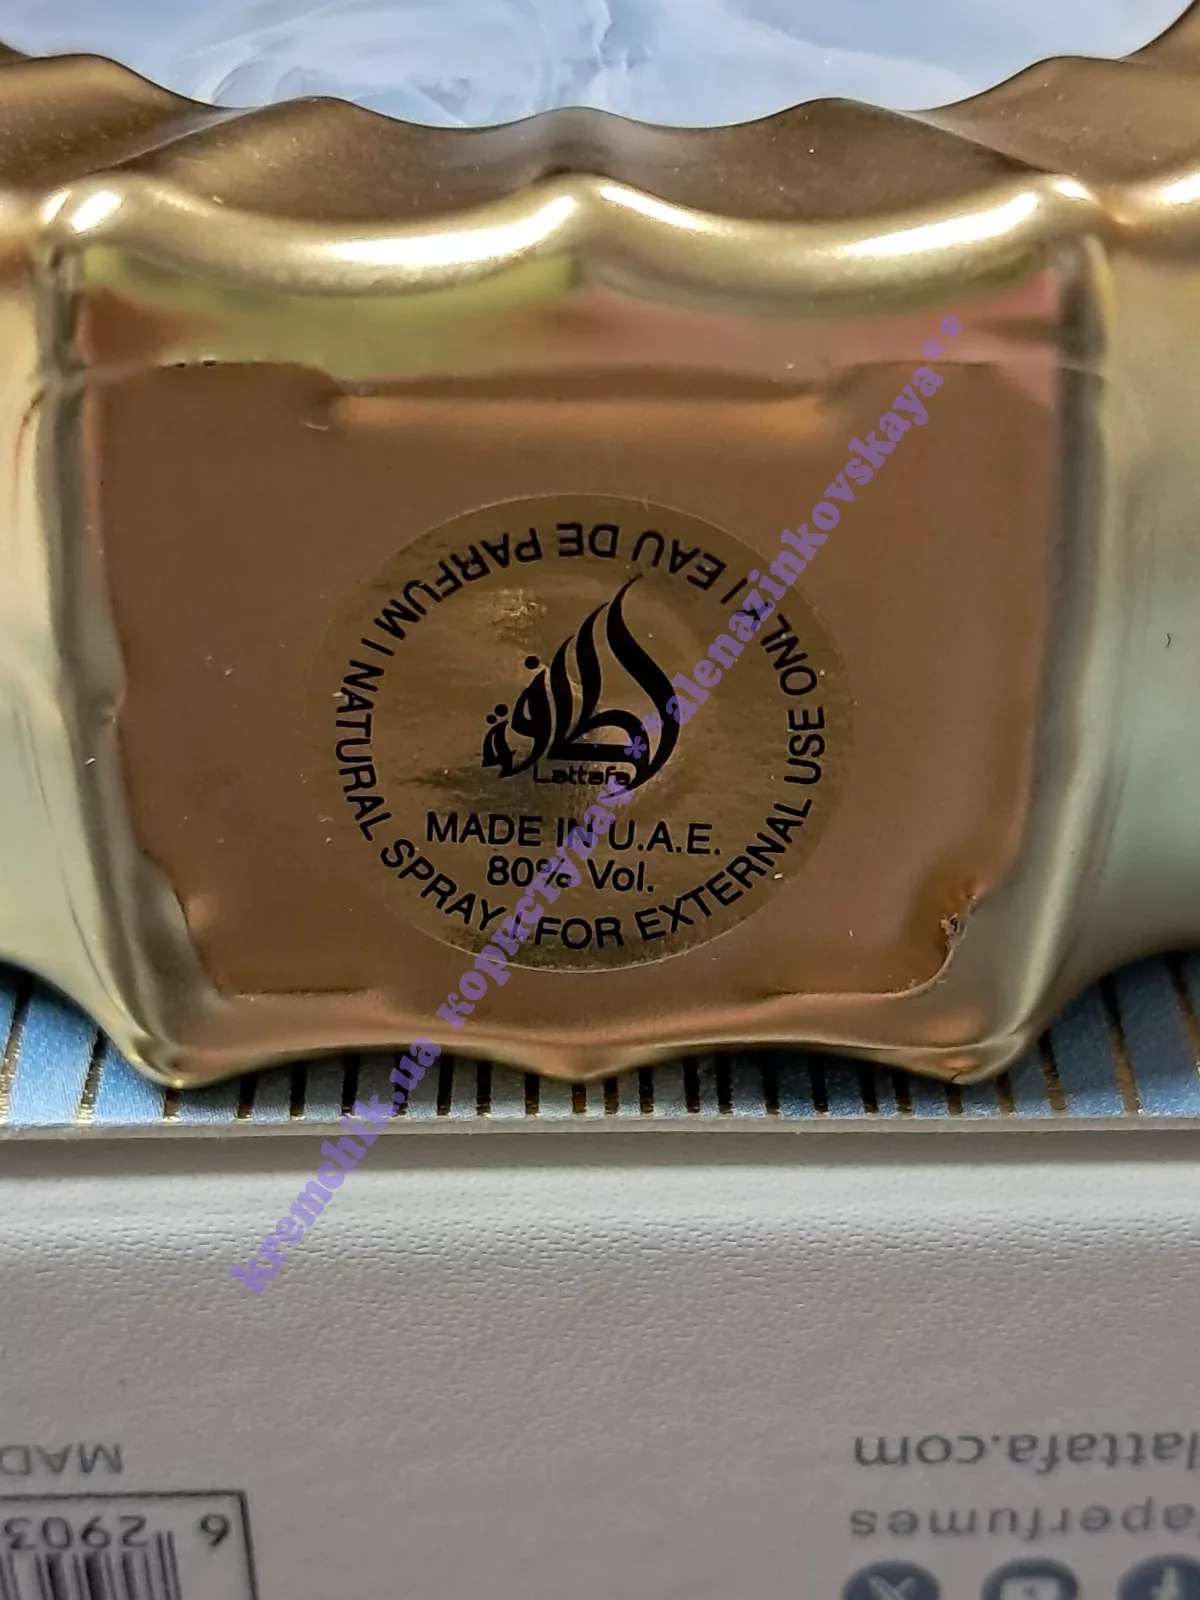 EAU DE PARFUM / NATURAL SPRAY / FOR EXTERNAL USE ONLY /
لطافة
Lattafa
MADE IN U.A.E.
80% Vol.
kremchik.ua користувач **alenazinkovskaya**
MAD
6 2903
lattafa.com
aperfumes